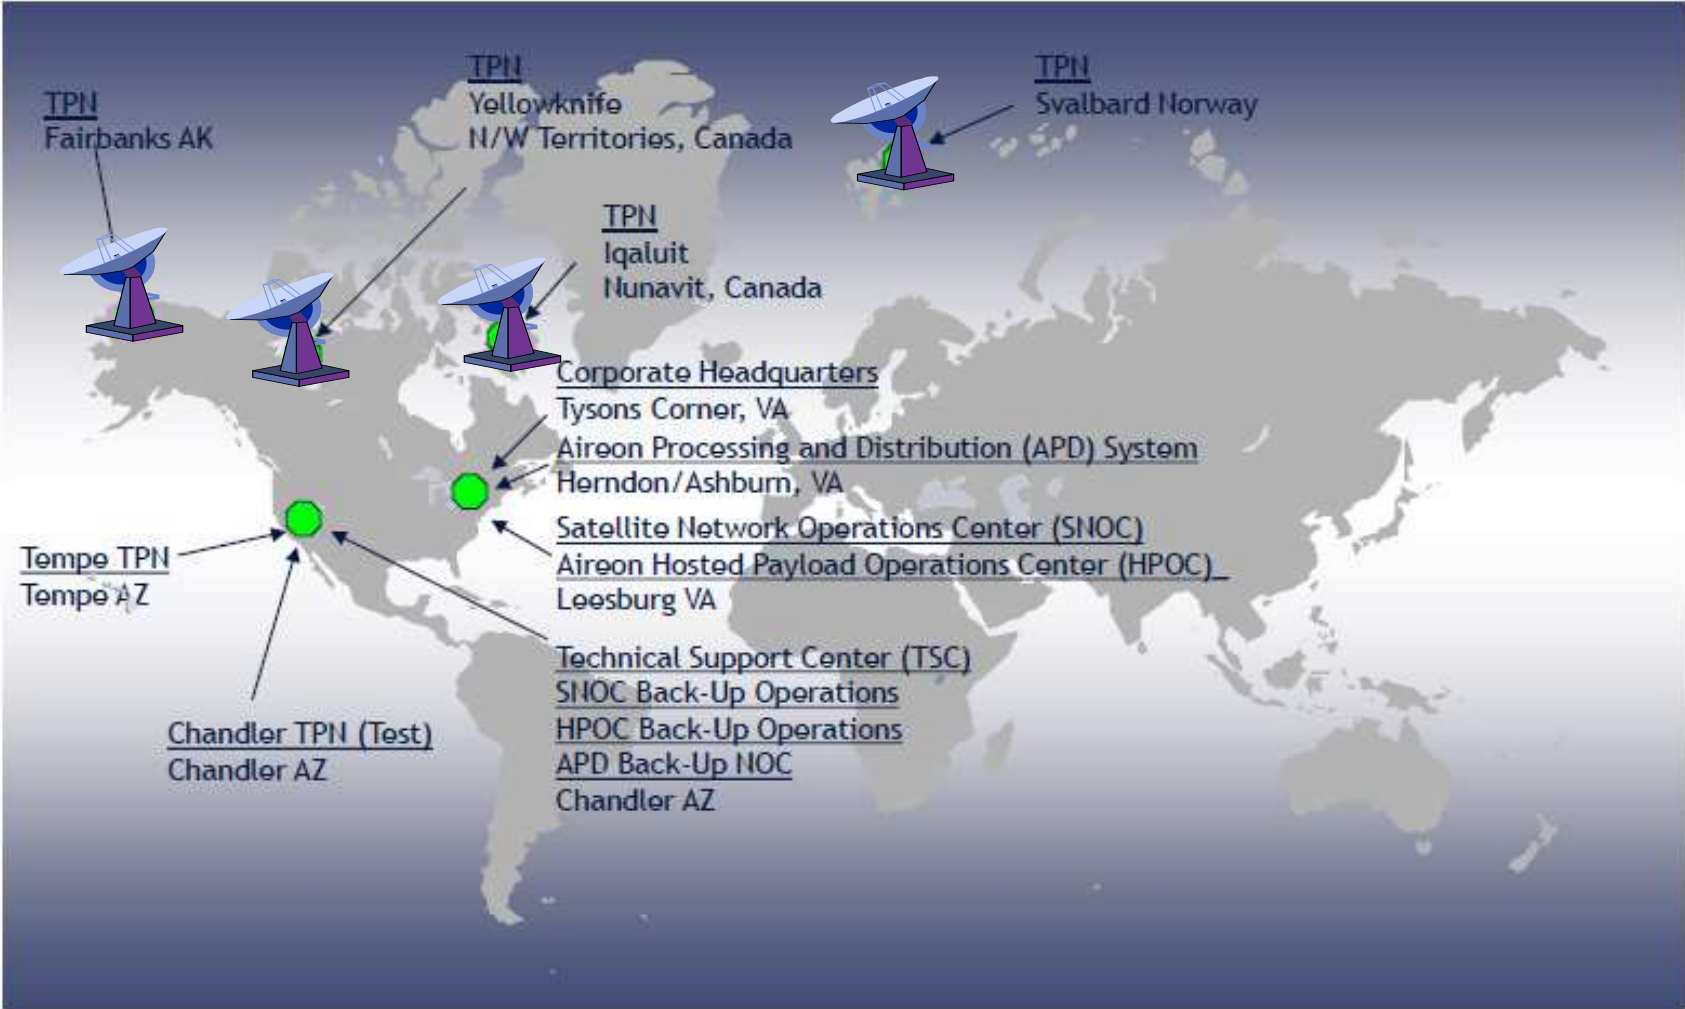 TPN
Fairbanks AK
TPN
Yellowknife
N/W Territories, Canada
TPN
Svalbard Norway
TPN
Iqaluit
Nunavit, Canada
Corporate Headquarters
Tysons Corner, VA
Aireon Processing and Distribution (APD) System
Herndon/Ashburn, VA
Satellite Network Operations Center (SNOC)
Aireon Hosted Payload Operations Center (HPOC)_
Leesburg VA
Tempe TPN
Tempe AZ
Technical Support Center (TSC)
SNOC Back-Up Operations
HPOC Back-Up Operations
APD Back-Up NOC
Chandler AZ
Chandler TPN (Test)
Chandler AZ